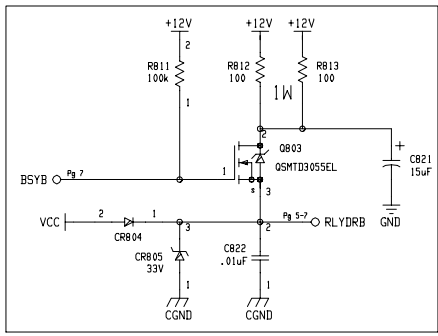 +12V +12V +12V
2
R811 100k
R812 100
R813 100
1
1W
2
Q803
QSMTD3055EL
+
C821 15uF
BSYB Pg 7 1
s 3
GND
VCC 2 1 3 2 Pg 5-7 RLYDRB
CR804
CR805 33V
C822 .01uF
1 1
CGND CGND